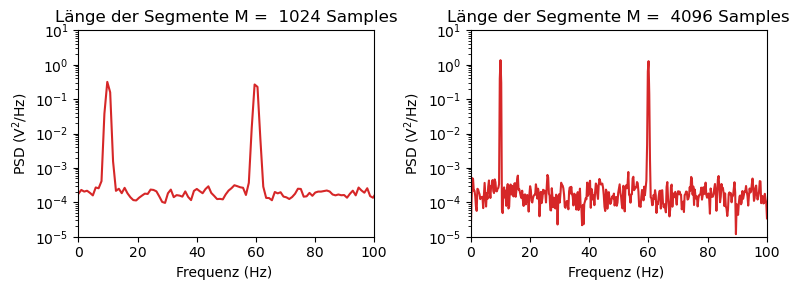 Länge der Segmente M =  1024 Samples
10¹
10⁰
10⁻¹
10⁻²
10⁻³
10⁻⁴
10⁻⁵
PSD (V²/Hz)
0 20 40 60 80 100
Frequenz (Hz)
Länge der Segmente M =  4096 Samples
10¹
10⁰
10⁻¹
10⁻²
10⁻³
10⁻⁴
10⁻⁵
PSD (V²/Hz)
0 20 40 60 80 100
Frequenz (Hz)